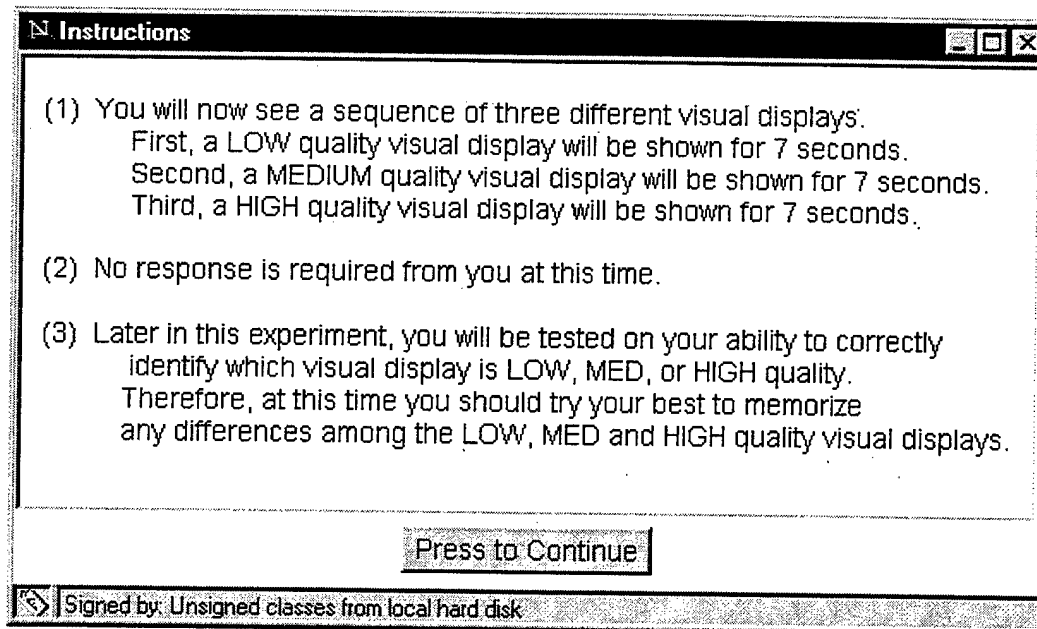 Instructions
(1) You will now see a sequence of three different visual displays.
First, a LOW quality visual display will be shown for 7 seconds.
Second, a MEDIUM quality visual display will be shown for 7 seconds.
Third, a HIGH quality visual display will be shown for 7 seconds.
(2) No response is required from you at this time.
(3) Later in this experiment, you will be tested on your ability to correctly
identify which visual display is LOW, MED, or HIGH quality.
Therefore, at this time you should try your best to memorize
any differences among the LOW, MED and HIGH quality visual displays.
Press to Continue
Signed by: Unsigned classes from local hard disk